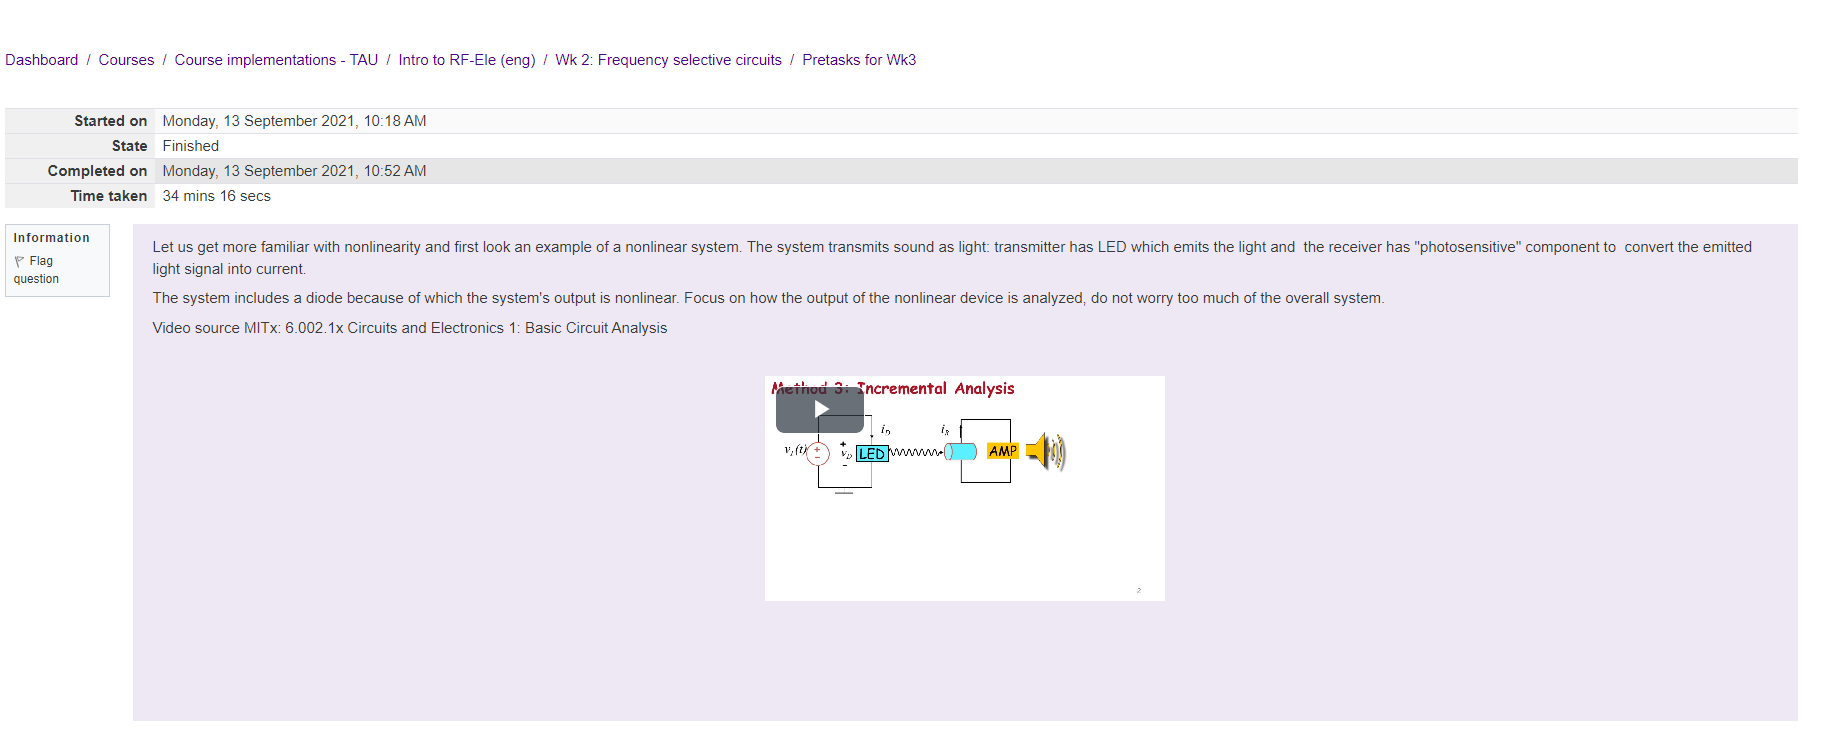 Dashboard / Courses / Course implementations - TAU / Intro to RF-Ele (eng) / Wk 2: Frequency selective circuits / Pretasks for Wk3
Started on Monday, 13 September 2021, 10:18 AM
State Finished
Completed on Monday, 13 September 2021, 10:52 AM
Time taken 34 mins 16 secs
Information
Flag
question
Let us get more familiar with nonlinearity and first look an example of a nonlinear system. The system transmits sound as light: transmitter has LED which emits the light and the receiver has "photosensitive" component to convert the emitted
light signal into current.
The system includes a diode because of which the system's output is nonlinear. Focus on how the output of the nonlinear device is analyzed, do not worry too much of the overall system.
Video source MITx: 6.002.1x Circuits and Electronics 1: Basic Circuit Analysis
Method 3: Incremental Analysis
i_D
i_R
v_I(t)
+
-
+
v_D
-
LED
AMP
2